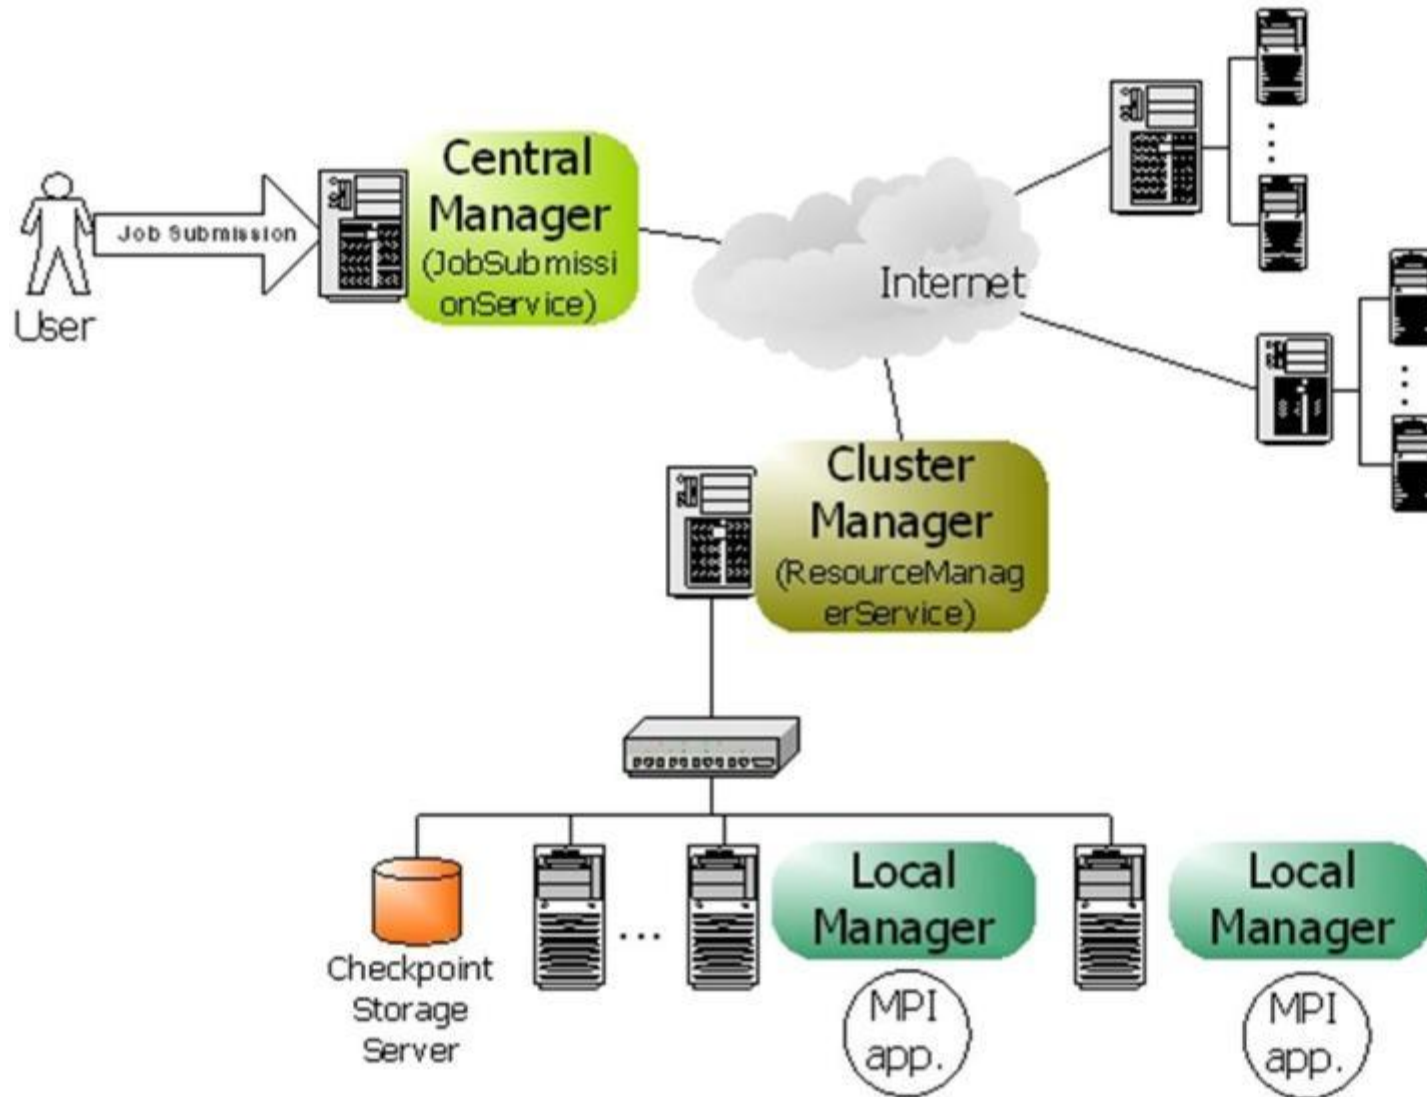 Central
Manager
(JobSubmissi
onService)
Job Submission
User
Internet
Cluster
Manager
(ResourceManag
erService)
Local
Manager
Local
Manager
Checkpoint
Storage
Server
MPI
app.
MPI
app.